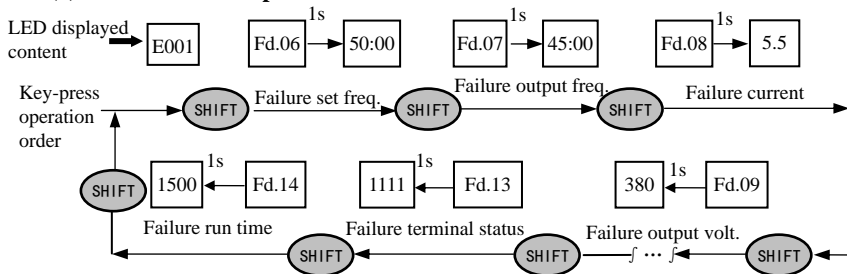 LED displayed
content
E001
Fd.06
1s
50:00
Fd.07
1s
45:00
Fd.08
1s
5.5
Key-press
operation
order
SHIFT
Failure set freq.
SHIFT
Failure output freq.
SHIFT
Failure current
SHIFT
1500
1s
Fd.14
1111
1s
Fd.13
380
1s
Fd.09
Failure run time
SHIFT
Failure terminal status
SHIFT
Failure output volt.
...
SHIFT